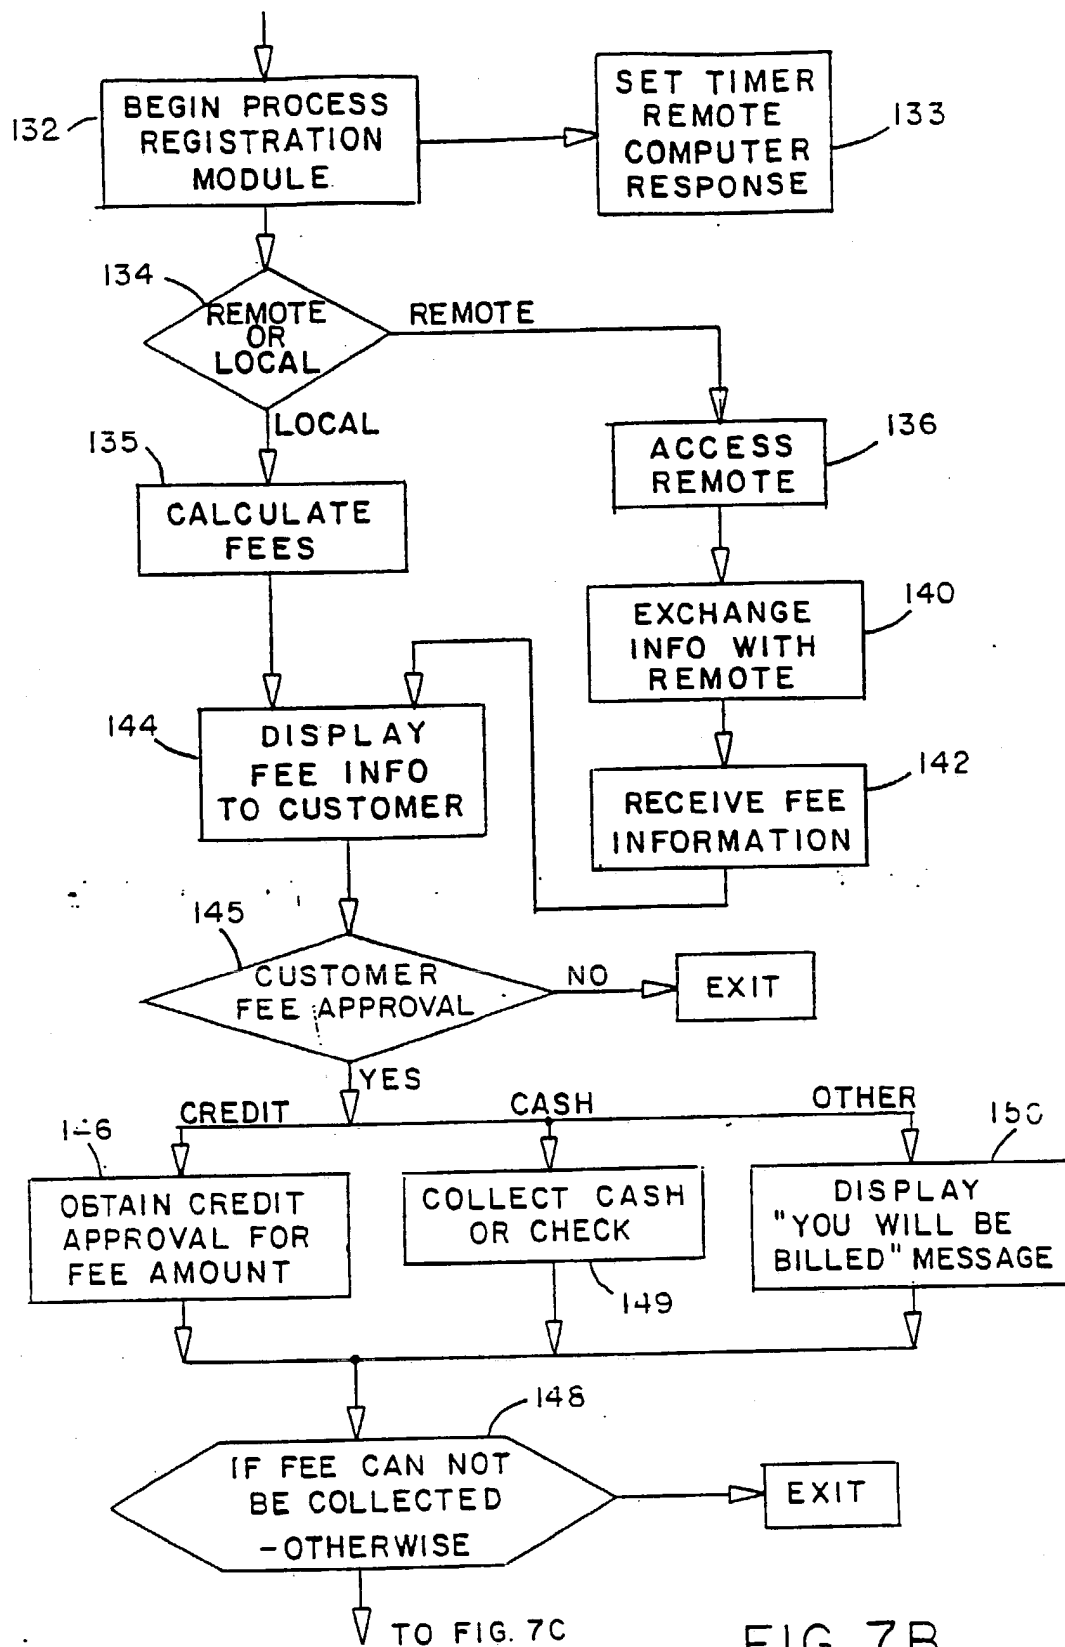 132
BEGIN PROCESS
REGISTRATION
MODULE
SET TIMER
REMOTE
COMPUTER
RESPONSE
133
134
REMOTE
OR
LOCAL
REMOTE
LOCAL
135
CALCULATE
FEES
136
ACCESS
REMOTE
140
EXCHANGE
INFO WITH
REMOTE
144
DISPLAY
FEE INFO
TO CUSTOMER
142
RECEIVE FEE
INFORMATION
145
CUSTOMER
FEE APPROVAL
NO
EXIT
YES
CREDIT
CASH
OTHER
146
OBTAIN CREDIT
APPROVAL FOR
FEE AMOUNT
COLLECT CASH
OR CHECK
149
150
DISPLAY
"YOU WILL BE
BILLED" MESSAGE
148
IF FEE CAN NOT
BE COLLECTED
-OTHERWISE
EXIT
TO FIG. 7C
FIG. 7B